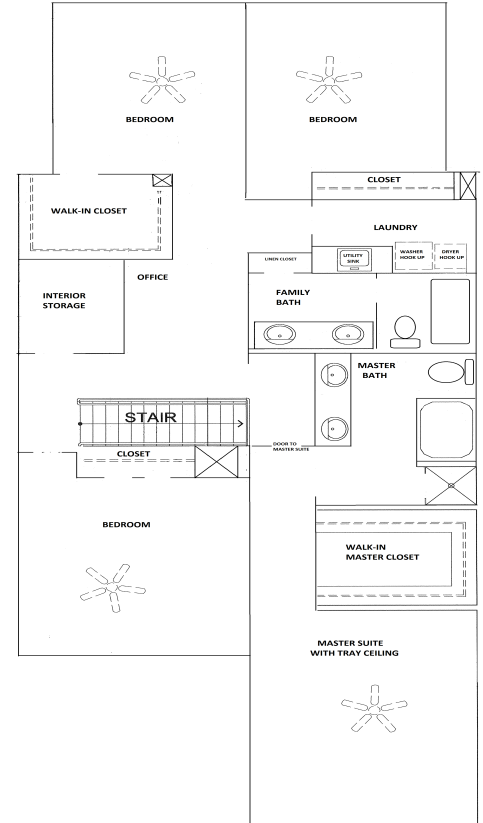 BEDROOM
BEDROOM
CLOSET
WALK-IN CLOSET
LAUNDRY
UTILITY
SINK
WASHER
HOOK UP
DRYER
HOOK UP
LINEN CLOSET
OFFICE
INTERIOR
STORAGE
FAMILY
BATH
MASTER
BATH
STAIR
DOOR TO
MASTER SUITE
CLOSET
BEDROOM
WALK-IN
MASTER CLOSET
MASTER SUITE
WITH TRAY CEILING